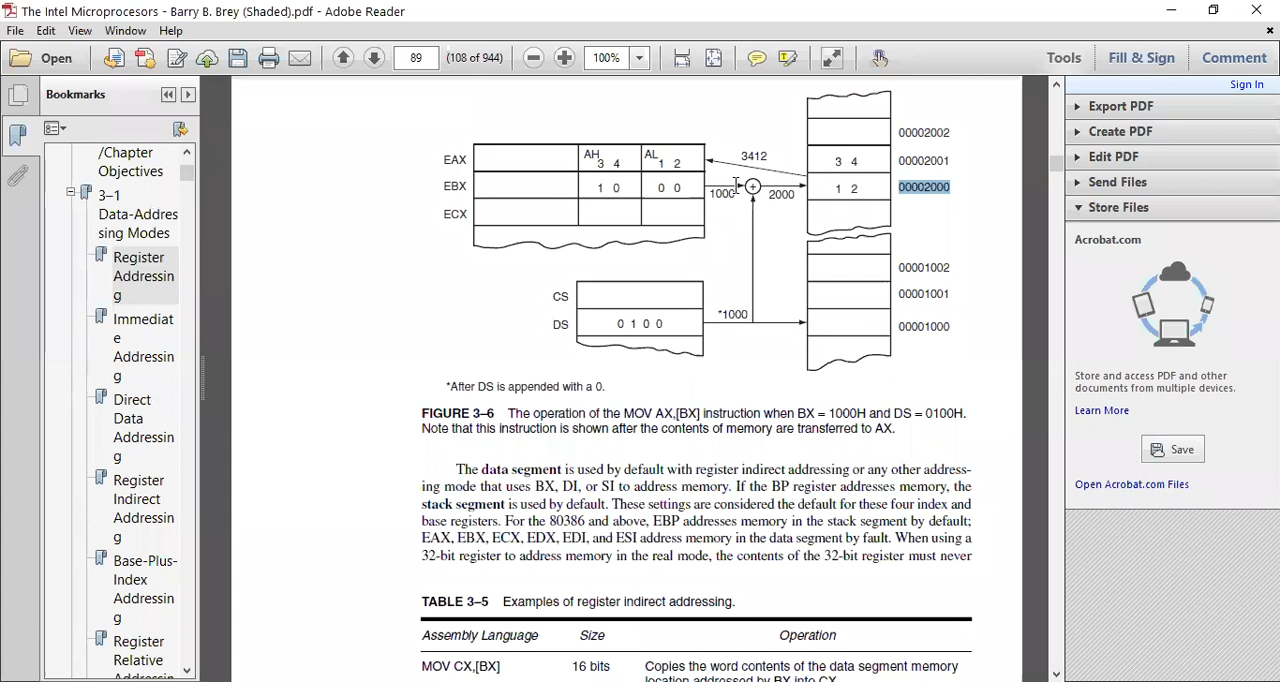 The Intel Microprocesors - Barry B. Brey (Shaded).pdf - Adobe Reader
File Edit View Window Help
Open 89 (108 of 944) 100% Tools Fill & Sign Comment
Sign In
Bookmarks
/Chapter
Objectives
3–1
Data-Addres
sing Modes
Register
Addressin
g
Immediat
e
Addressin
g
Direct
Data
Addressin
g
Register
Indirect
Addressin
g
Base-Plus-
Index
Addressin
g
Register
Relative
00002002
EAX AH 3 4 AL 1 2 3412 3 4 00002001
EBX 1 0 0 0 1000 + 2000 1 2 00002000
ECX
00001002
CS 00001001
DS 0 1 0 0 *1000 00001000
*After DS is appended with a 0.
FIGURE 3–6 The operation of the MOV AX,[BX] instruction when BX = 1000H and DS = 0100H.
Note that this instruction is shown after the contents of memory are transferred to AX.
The data segment is used by default with register indirect addressing or any other address-
ing mode that uses BX, DI, or SI to address memory. If the BP register addresses memory, the
stack segment is used by default. These settings are considered the default for these four index and
base registers. For the 80386 and above, EBP addresses memory in the stack segment by default;
EAX, EBX, ECX, EDX, EDI, and ESI address memory in the data segment by fault. When using a
32-bit register to address memory in the real mode, the contents of the 32-bit register must never
TABLE 3–5 Examples of register indirect addressing.
Assembly Language Size Operation
MOV CX,[BX] 16 bits Copies the word contents of the data segment memory
location addressed by BX into CX
Export PDF
Create PDF
Edit PDF
Send Files
Store Files
Acrobat.com
Store and access PDF and other
documents from multiple devices.
Learn More
Save
Open Acrobat.com Files